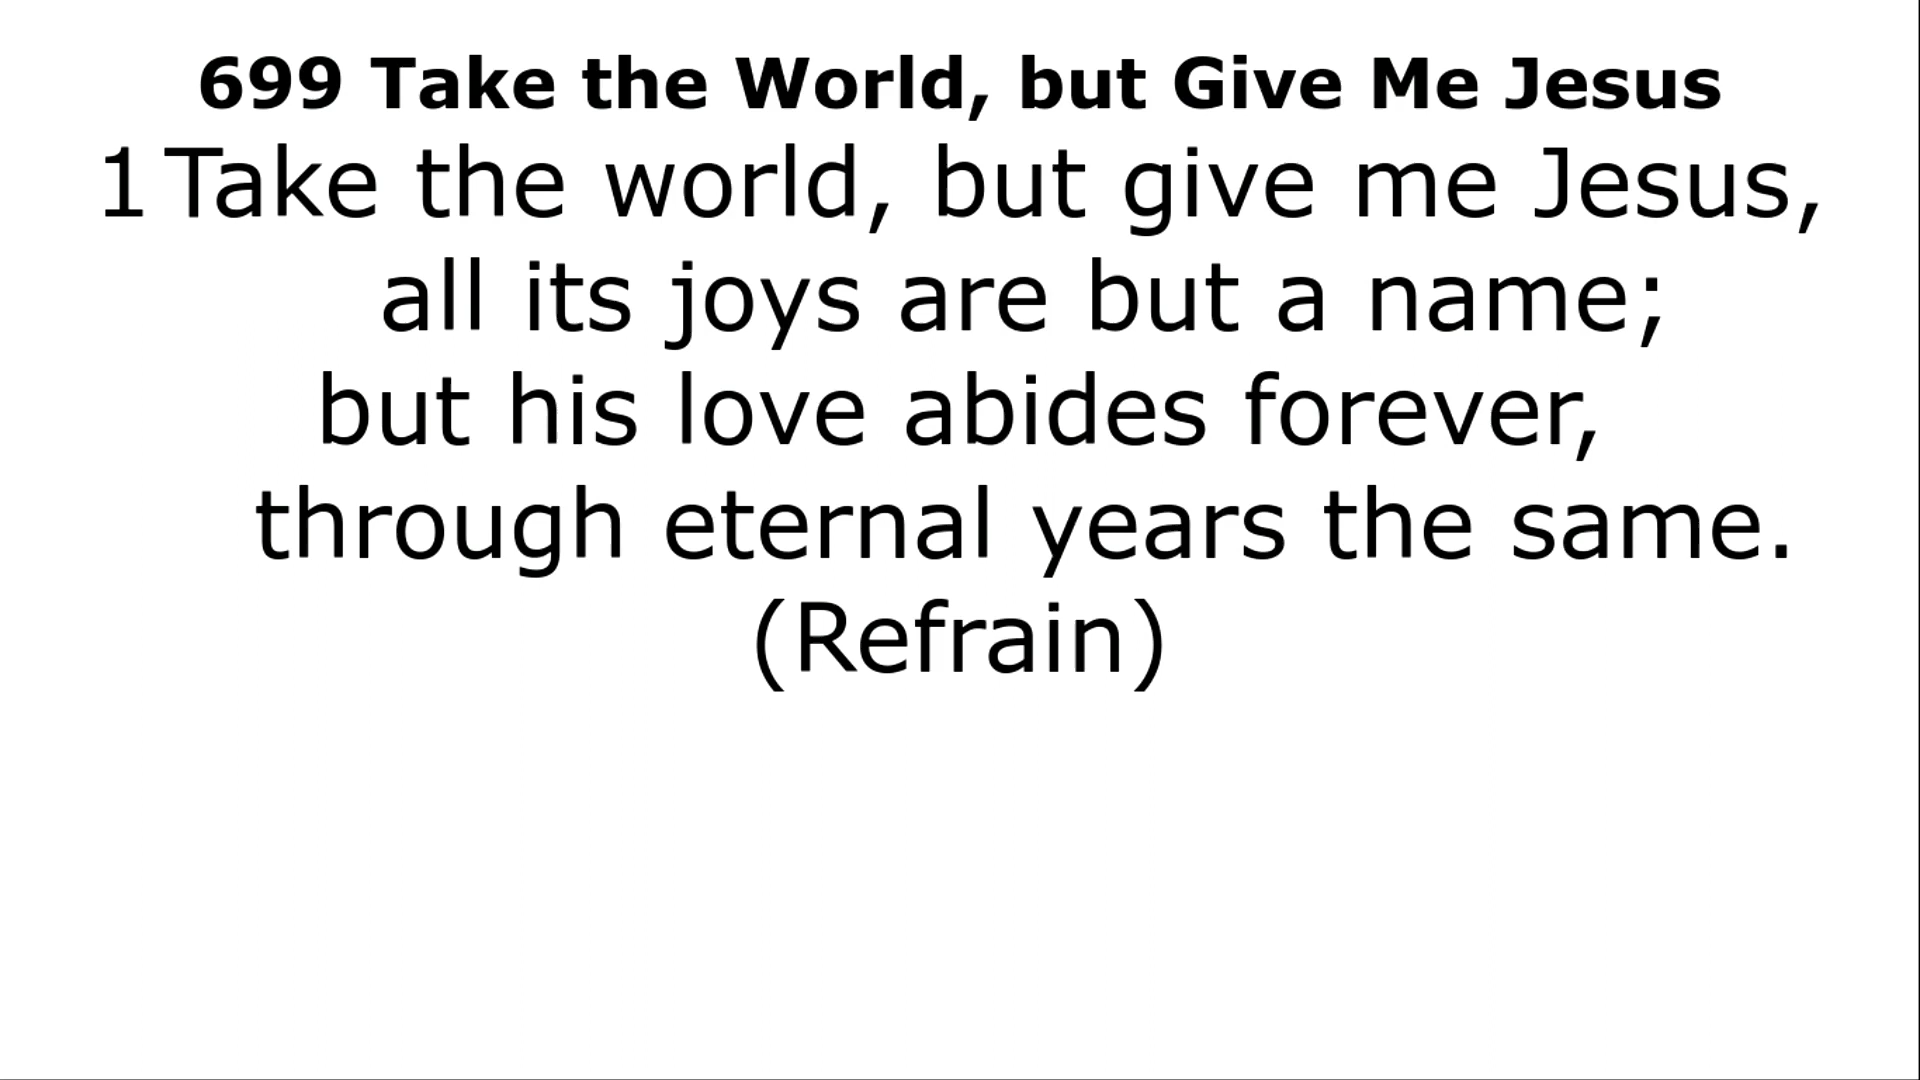 699 Take the World, but Give Me Jesus
1 Take the world, but give me Jesus,
all its joys are but a name;
but his love abides forever,
through eternal years the same.
(Refrain)